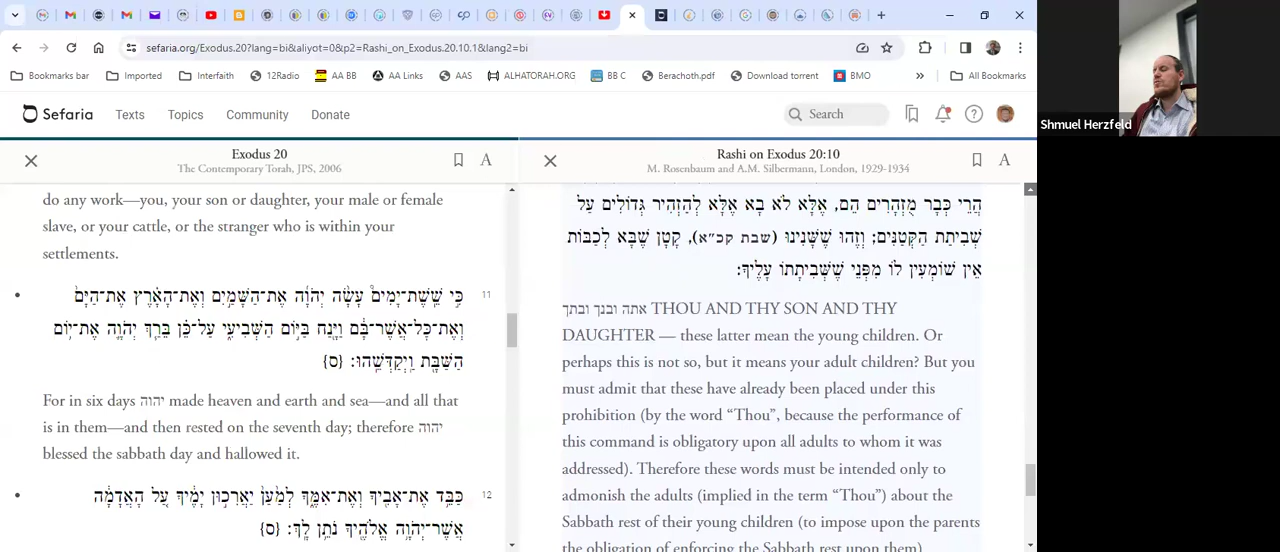 sefaria.org/Exodus.20?lang=bi&aliyot=0&p2=Rashi_on_Exodus.20.10.1&lang2=bi
Bookmarks bar Imported Interfaith 12Radio AA BB AA Links AAS ALHATORAH.ORG BB C Berachoth.pdf Download torrent BMO » All Bookmarks
Sefaria Texts Topics Community Donate Search
Shmuel Herzfeld
Exodus 20
The Contemporary Torah, JPS, 2006
A
do any work—you, your son or daughter, your male or female
slave, or your cattle, or the stranger who is within your
settlements.
11
כִּ֣י שֵֽׁשֶׁת־יָמִים֩ עָשָׂ֨ה יְהֹוָ֜ה אֶת־הַשָּׁמַ֣יִם וְאֶת־הָאָ֗רֶץ אֶת־הַיָּם֙
וְאֶת־כׇּל־אֲשֶׁר־בָּ֔ם וַיָּ֖נַח בַּיּ֣וֹם הַשְּׁבִיעִ֑י עַל־כֵּ֗ן בֵּרַ֧ךְ יְהֹוָ֛ה אֶת־י֥וֹם
הַשַּׁבָּ֖ת וַֽיְקַדְּשֵֽׁהוּ׃ {ס}
For in six days יהוה made heaven and earth and sea—and all that
is in them—and then rested on the seventh day; therefore יהוה
blessed the sabbath day and hallowed it.
12
כַּבֵּ֥ד אֶת־אָבִ֖יךָ וְאֶת־אִמֶּ֑ךָ לְמַ֙עַן֙ יַאֲרִכ֣וּן יָמֶ֔יךָ עַ֚ל הָאֲדָמָ֔ה
אֲשֶׁר־יְהֹוָ֥ה אֱלֹהֶ֖יךָ נֹתֵ֥ן לָֽךְ׃ {ס}
Rashi on Exodus 20:10
M. Rosenbaum and A.M. Silbermann, London, 1929-1934
A
הֲרֵי כְּבָר מֻזְהָרִים הֵם, אֶלָּא לֹא בָא אֶלָּא לְהַזְהִיר גְּדוֹלִים עַל
שְׁבִיתַת הַקְּטַנִּים; וְזֶהוּ שֶׁשָּׁנִינוּ (שבת קכ״א), קָטָן שֶׁבָּא לְכַבּוֹת
אֵין שׁוֹמְעִין לוֹ מִפְּנֵי שֶׁשְּׁבִיתָתוֹ עָלֶיךָ:
אתה ובנך ובתך THOU AND THY SON AND THY
DAUGHTER — these latter mean the young children. Or
perhaps this is not so, but it means your adult children? But you
must admit that these have already been placed under this
prohibition (by the word “Thou”, because the performance of
this command is obligatory upon all adults to whom it was
addressed). Therefore these words must be intended only to
admonish the adults (implied in the term “Thou”) about the
Sabbath rest of their young children (to impose upon the parents
the obligation of enforcing the Sabbath rest upon them)